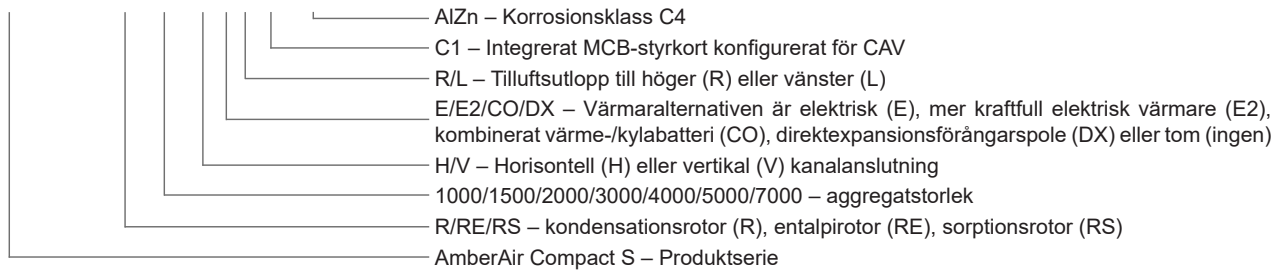 AlZn – Korrosionsklass C4
C1 – Integrerat MCB-styrkort konfigurerat för CAV
R/L – Tilluftsutlopp till höger (R) eller vänster (L)
E/E2/CO/DX – Värmaralternativen är elektrisk (E), mer kraftfull elektrisk värmare (E2),
kombinerat värme-/kylabatteri (CO), direktexpansionsförångarspole (DX) eller tom (ingen)
H/V – Horisontell (H) eller vertikal (V) kanalanslutning
1000/1500/2000/3000/4000/5000/7000 – aggregatstorlek
R/RE/RS – kondensationsrotor (R), entalpirotor (RE), sorptionsrotor (RS)
AmberAir Compact S – Produktserie